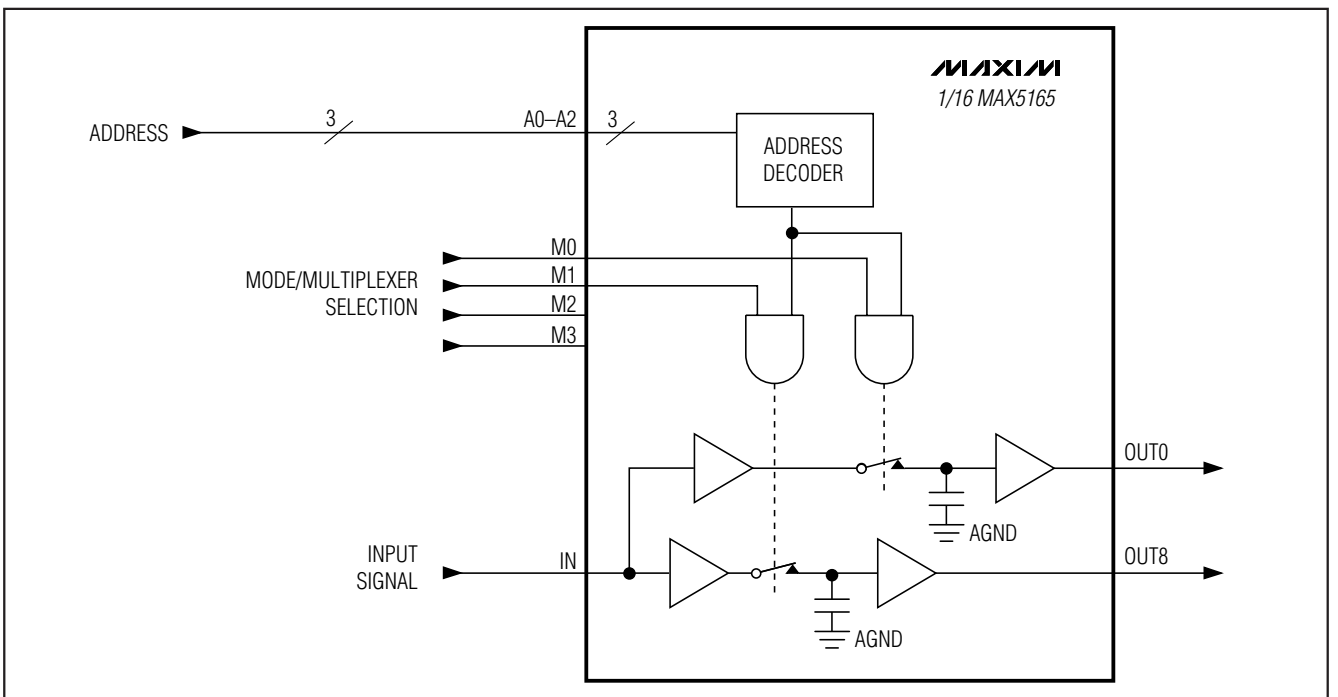 MAXIM
1/16 MAX5165
ADDRESS
3
A0–A2
3
ADDRESS
DECODER
MODE/MULTIPLEXER
SELECTION
M0
M1
M2
M3
OUT0
AGND
INPUT
SIGNAL
IN
OUT8
AGND